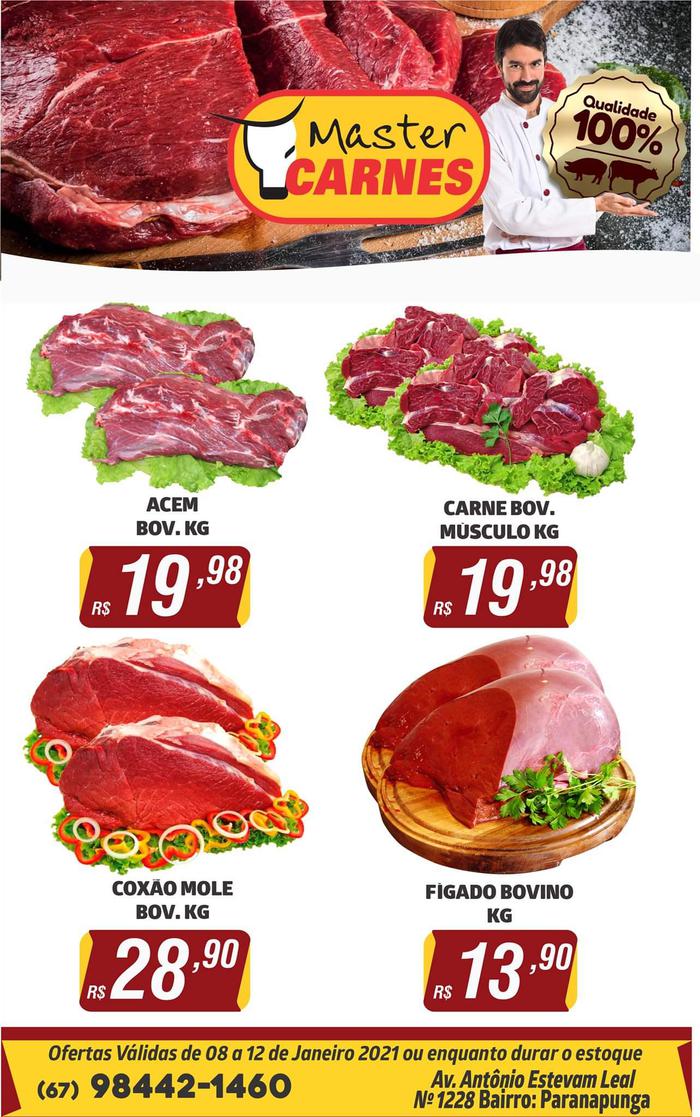 Master
CARNES
Qualidade
100%
ACEM
BOV. KG
R$ 19,98
CARNE BOV.
MÚSCULO KG
R$ 19,98
COXÃO MOLE
BOV. KG
R$ 28,90
FÍGADO BOVINO
KG
R$ 13,90
Ofertas Válidas de 08 a 12 de Janeiro 2021 ou enquanto durar o estoque
(67) 98442-1460
Av. Antônio Estevam Leal
Nº 1228 Bairro: Paranapunga